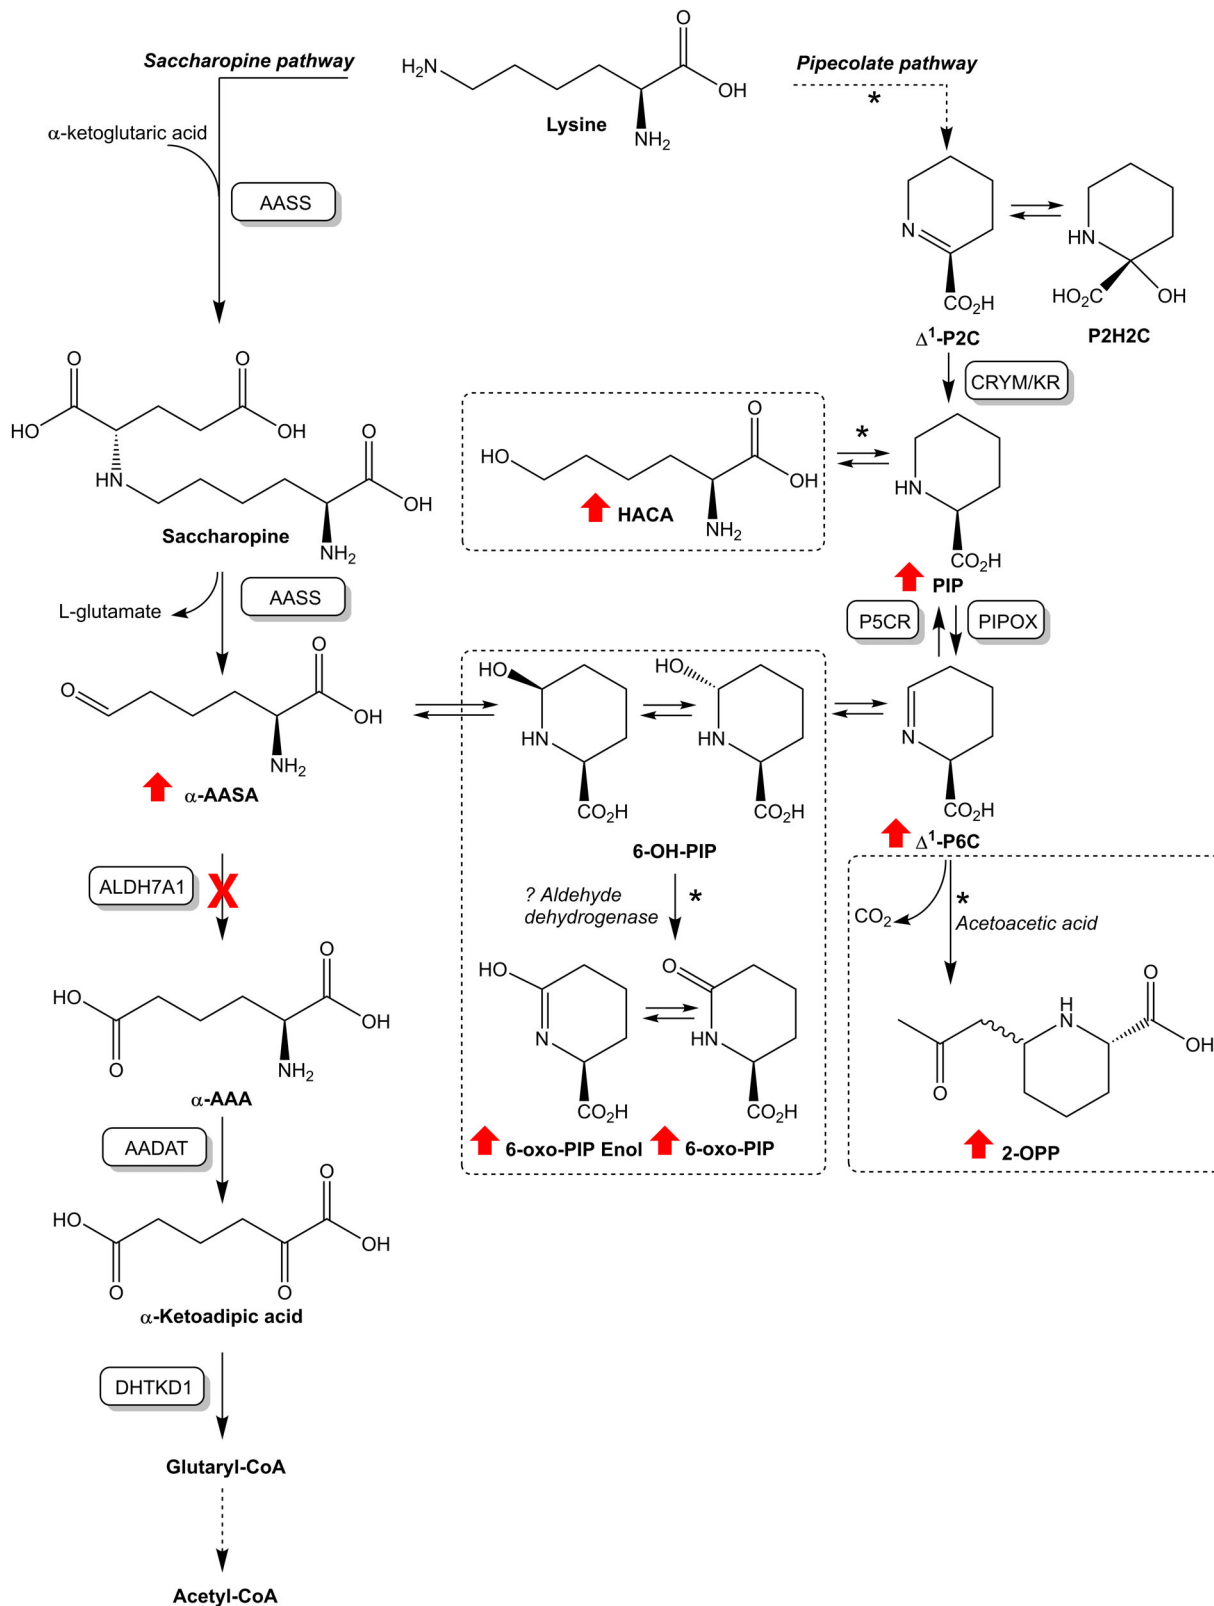 Saccharopine pathway
α-ketoglutaric acid
AASS
H₂N
O
OH
NH₂
Lysine
Pipecolate pathway
*
N
CO₂H
Δ¹-P2C
HN
HO₂C
OH
P2H2C
CRYM/KR
O
HO
O
OH
HN
O
OH
NH₂
Saccharopine
HO
O
OH
NH₂
HACA
*
HN
CO₂H
PIP
L-glutamate
AASS
P5CR
PIPOX
O
O
OH
NH₂
α-AASA
HO
HN
CO₂H
HO
HN
CO₂H
6-OH-PIP
N
CO₂H
Δ¹-P6C
ALDH7A1
X
? Aldehyde
dehydrogenase
*
CO₂
*
Acetoacetic acid
HO
O
O
OH
NH₂
α-AAA
HO
N
CO₂H
6-oxo-PIP Enol
O
HN
CO₂H
6-oxo-PIP
O
H
N
O
OH
2-OPP
AADAT
HO
O
O
O
OH
α-Ketoadipic acid
DHTKD1
Glutaryl-CoA
Acetyl-CoA